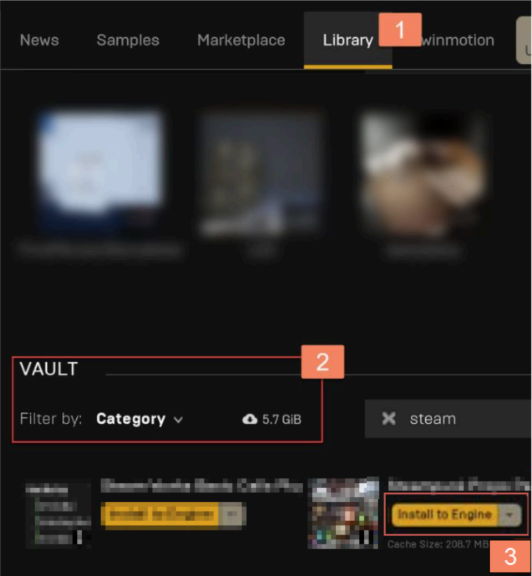 News Samples Marketplace Library 1 winmotion
VAULT
2
Filter by: Category 5.7 GiB
steam
Install to Engine
Cache Size: 208.7 MB
3